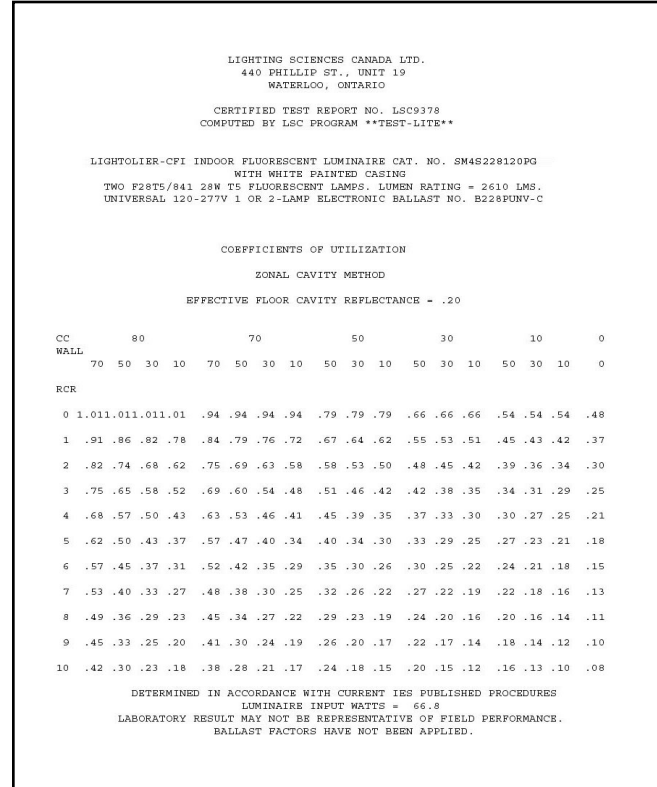 LIGHTING SCIENCES CANADA LTD.
440 PHILLIP ST., UNIT 19
WATERLOO, ONTARIO
CERTIFIED TEST REPORT NO. LSC9378
COMPUTED BY LSC PROGRAM **TEST-LITE**
LIGHTOLIER-CFI INDOOR FLUORESCENT LUMINAIRE CAT. NO. SM4S228120PG
WITH WHITE PAINTED CASING
TWO F28T5/841 28W T5 FLUORESCENT LAMPS. LUMEN RATING = 2610 LMS.
UNIVERSAL 120-277V 1 OR 2-LAMP ELECTRONIC BALLAST NO. B228PUNV-C
COEFFICIENTS OF UTILIZATION
ZONAL CAVITY METHOD
EFFECTIVE FLOOR CAVITY REFLECTANCE = .20
CC 80 70 50 30 10 0
WALL
70 50 30 10 70 50 30 10 50 30 10 50 30 10 50 30 10 0
RCR
0 1.011.011.011.01 .94 .94 .94 .94 .79 .79 .79 .66 .66 .66 .54 .54 .54 .48
1 .91 .86 .82 .78 .84 .79 .76 .72 .67 .64 .62 .55 .53 .51 .45 .43 .42 .37
2 .82 .74 .68 .62 .75 .69 .63 .58 .58 .53 .50 .48 .45 .42 .39 .36 .34 .30
3 .75 .65 .58 .52 .69 .60 .54 .48 .51 .46 .42 .42 .38 .35 .34 .31 .29 .25
4 .68 .57 .50 .43 .63 .53 .46 .41 .45 .39 .35 .37 .33 .30 .30 .27 .25 .21
5 .62 .50 .43 .37 .57 .47 .40 .34 .40 .34 .30 .33 .29 .25 .27 .23 .21 .18
6 .57 .45 .37 .31 .52 .42 .35 .29 .35 .30 .26 .30 .25 .22 .24 .21 .18 .15
7 .53 .40 .33 .27 .48 .38 .30 .25 .32 .26 .22 .27 .22 .19 .22 .18 .16 .13
8 .49 .36 .29 .23 .45 .34 .27 .22 .29 .23 .19 .24 .20 .16 .20 .16 .14 .11
9 .45 .33 .25 .20 .41 .30 .24 .19 .26 .20 .17 .22 .17 .14 .18 .14 .12 .10
10 .42 .30 .23 .18 .38 .28 .21 .17 .24 .18 .15 .20 .15 .12 .16 .13 .10 .08
DETERMINED IN ACCORDANCE WITH CURRENT IES PUBLISHED PROCEDURES
LUMINAIRE INPUT WATTS = 66.8
LABORATORY RESULT MAY NOT BE REPRESENTATIVE OF FIELD PERFORMANCE.
BALLAST FACTORS HAVE NOT BEEN APPLIED.